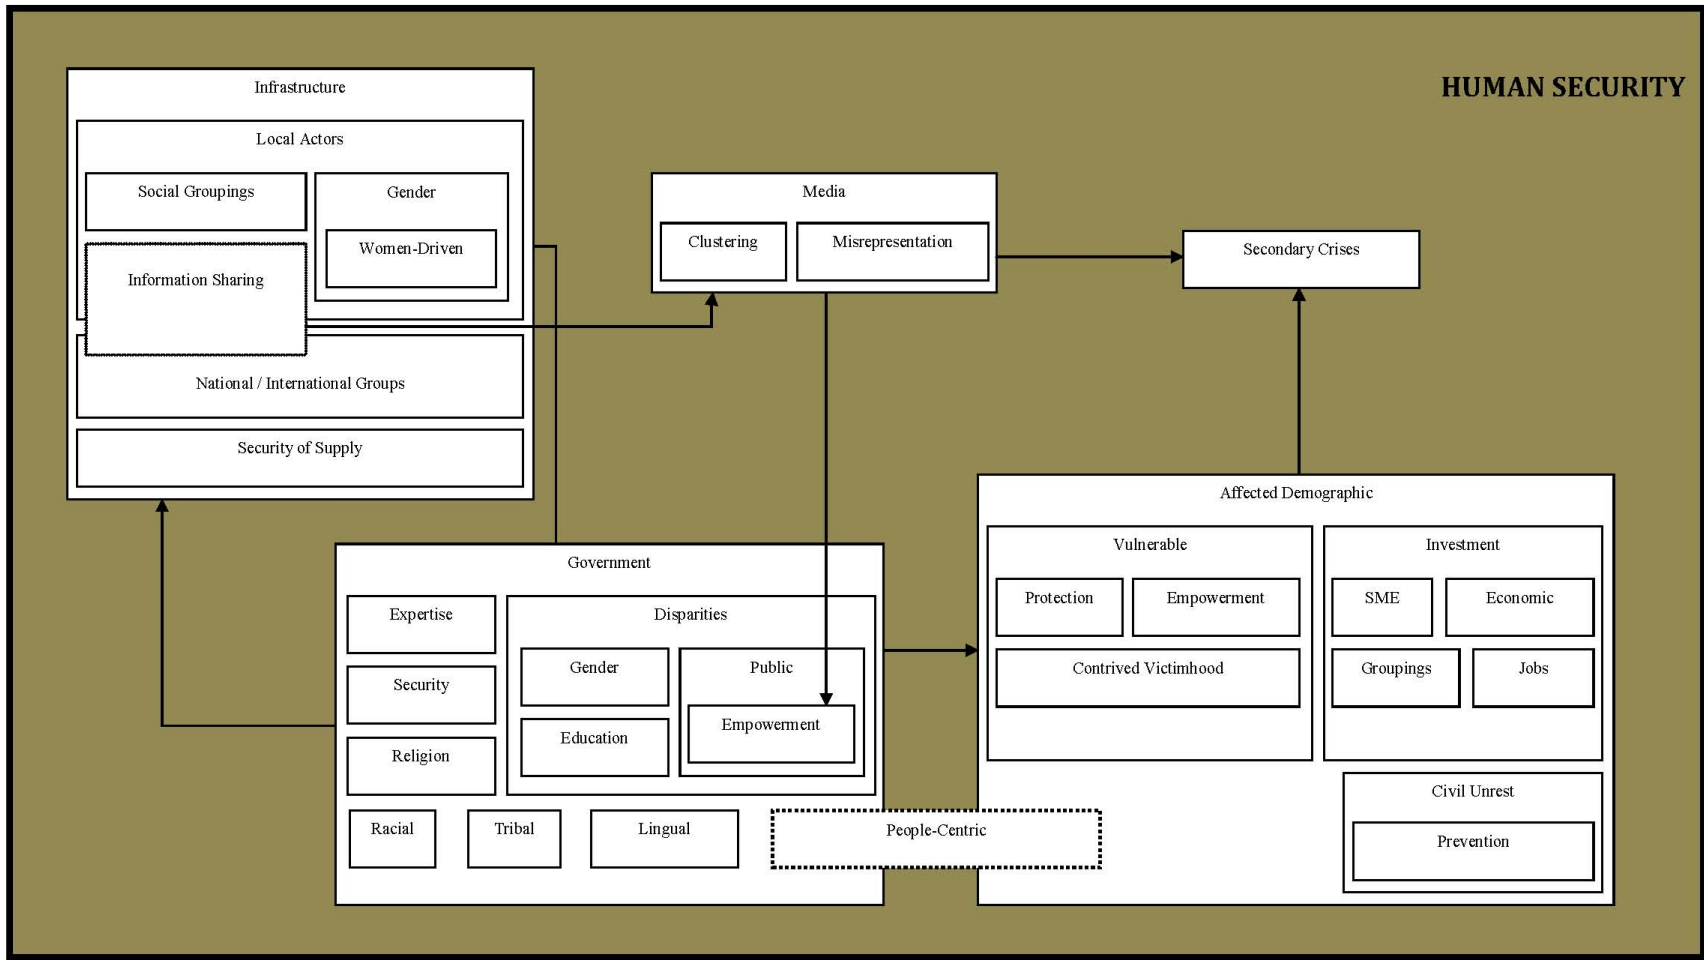 HUMAN SECURITY
Infrastructure
Local Actors
Social Groupings
Gender
Women-Driven
Information Sharing
National / International Groups
Security of Supply
Media
Clustering
Misrepresentation
Secondary Crises
Government
Expertise
Security
Religion
Disparities
Gender
Education
Public
Empowerment
Racial
Tribal
Lingual
People-Centric
Affected Demographic
Vulnerable
Protection
Empowerment
Contrived Victimhood
Investment
SME
Economic
Groupings
Jobs
Civil Unrest
Prevention